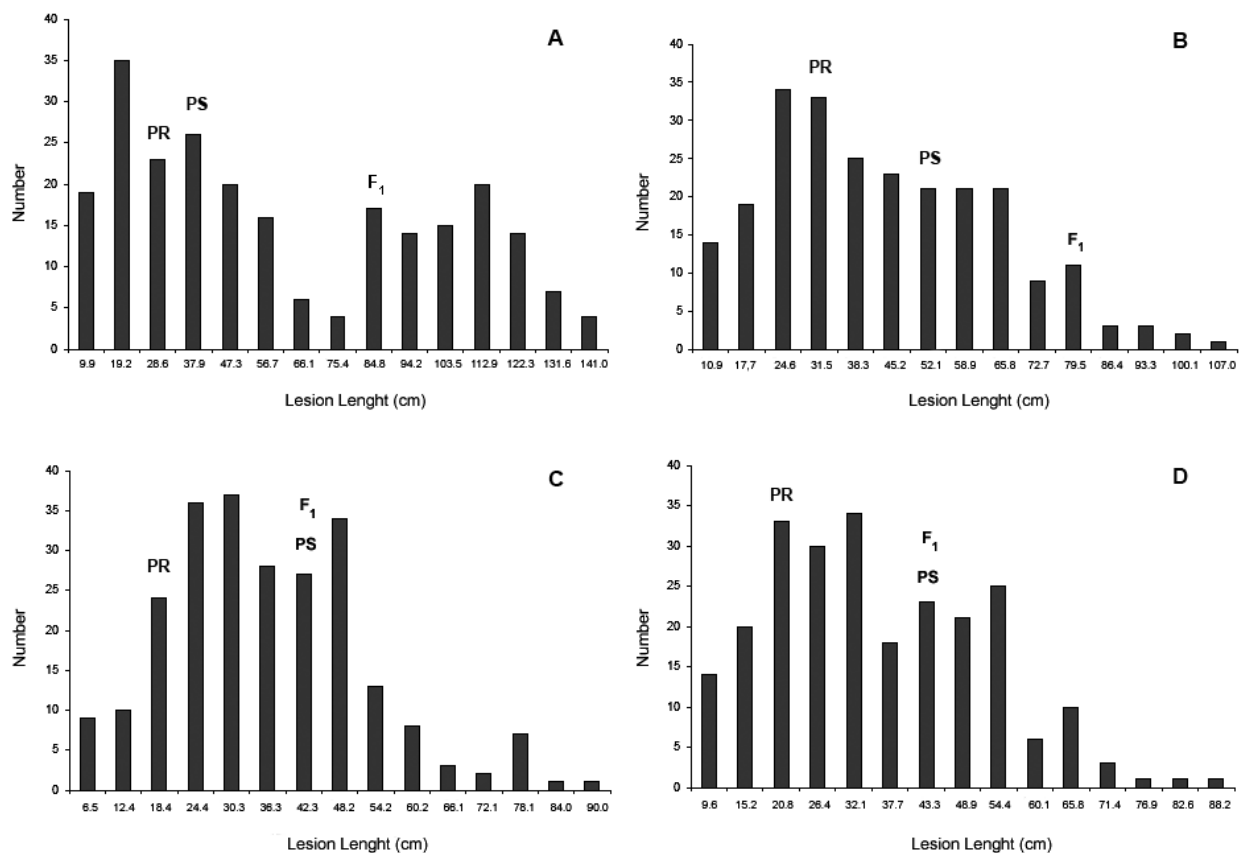 A
40
35
30
25
20
15
10
5
0
Number
PR
PS
F1
9.9 19.2 28.6 37.9 47.3 56.7 66.1 75.4 84.8 94.2 103.5 112.9 122.3 131.6 141.0
Lesion Lenght (cm)
B
40
35
30
25
20
15
10
5
0
Number
PR
PS
F1
10.9 17,7 24.6 31.5 38.3 45.2 52.1 58.9 65.8 72.7 79.5 86.4 93.3 100.1 107.0
Lesion Lenght (cm)
C
40
35
30
25
20
15
10
5
0
Number
PR
F1
PS
6.5 12.4 18.4 24.4 30.3 36.3 42.3 48.2 54.2 60.2 66.1 72.1 78.1 84.0 90.0
Lesion Lenght (cm)
D
40
35
30
25
20
15
10
5
0
Number
PR
F1
PS
9.6 15.2 20.8 26.4 32.1 37.7 43.3 48.9 54.4 60.1 65.8 71.4 76.9 82.6 88.2
Lesion Lenght (cm)